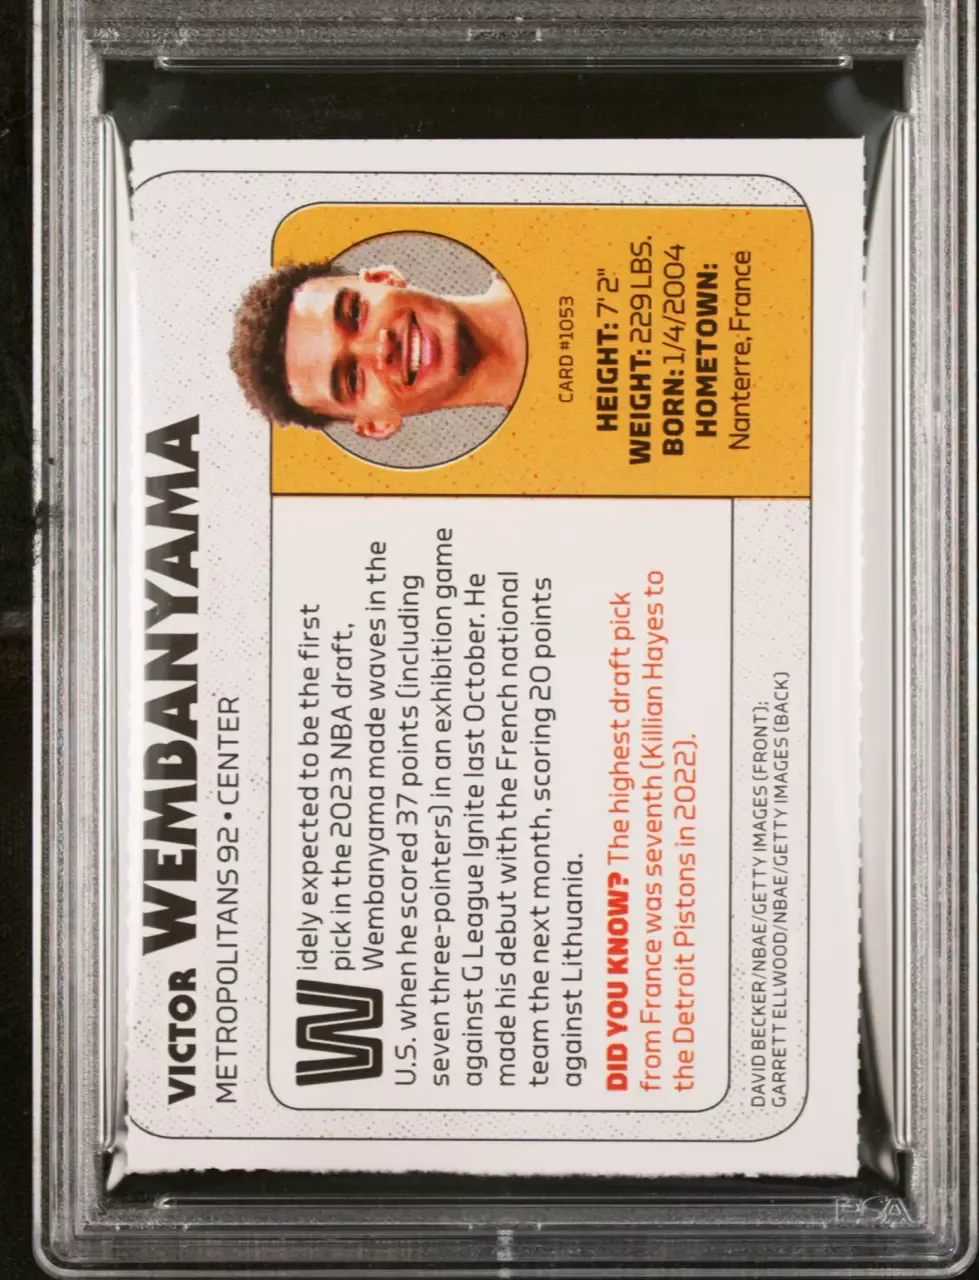 VICTOR WEMBANYAMA
METROPOLITANS 92 • CENTER
Widely expected to be the first
pick in the 2023 NBA draft,
Wembanyama made waves in the
U.S. when he scored 37 points (including
seven three-pointers) in an exhibition game
against G League Ignite last October. He
made his debut with the French national
team the next month, scoring 20 points
against Lithuania.
DID YOU KNOW? The highest draft pick
from France was seventh (Killian Hayes to
the Detroit Pistons in 2022).
CARD #1053
HEIGHT: 7'2"
WEIGHT: 229 LBS.
BORN: 1/4/2004
HOMETOWN:
Nanterre, France
DAVID BECKER/NBAE/GETTY IMAGES (FRONT);
GARRETT ELLWOOD/NBAE/GETTY IMAGES (BACK)
PSA